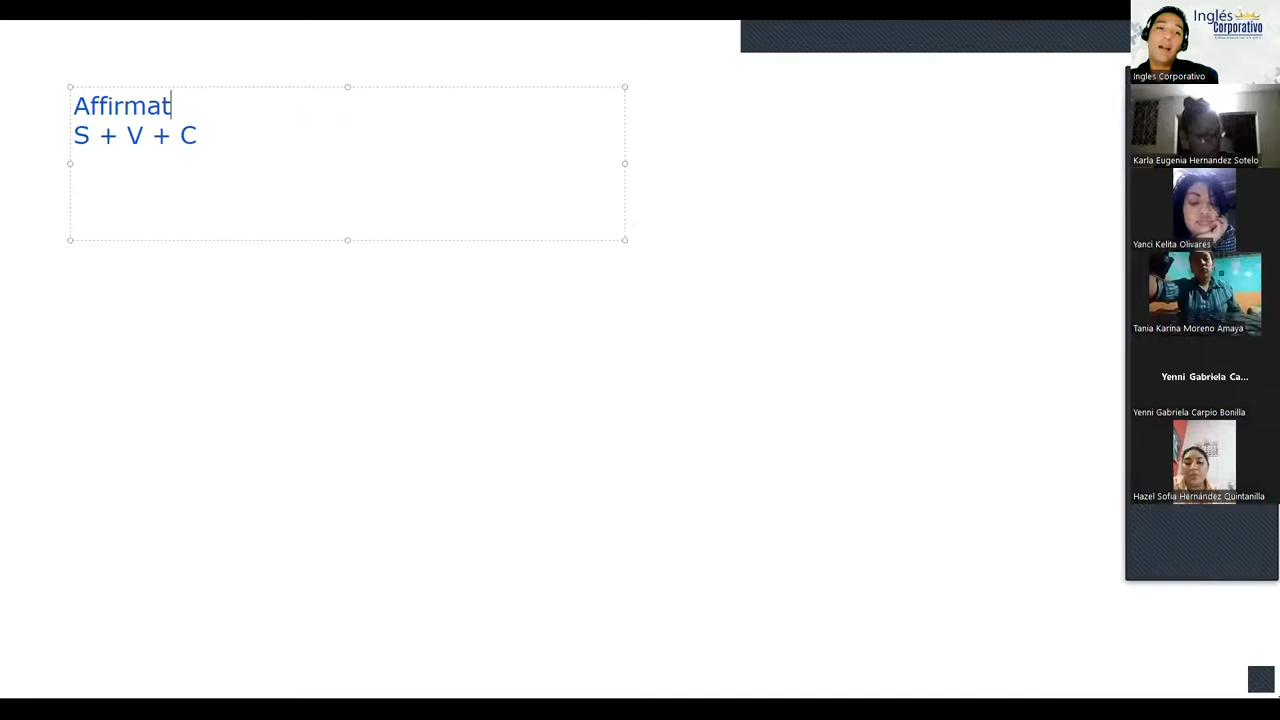 Affirmat
S + V + C
Inglés
Corporativo
Ingles Corporativo
Karla Eugenia Hernandez Sotelo
Yanci Kelita Olivares
Tania Karina Moreno Amaya
Yenni Gabriela Ca...
Yenni Gabriela Carpio Bonilla
Hazel Sofia Hernández Quintanilla